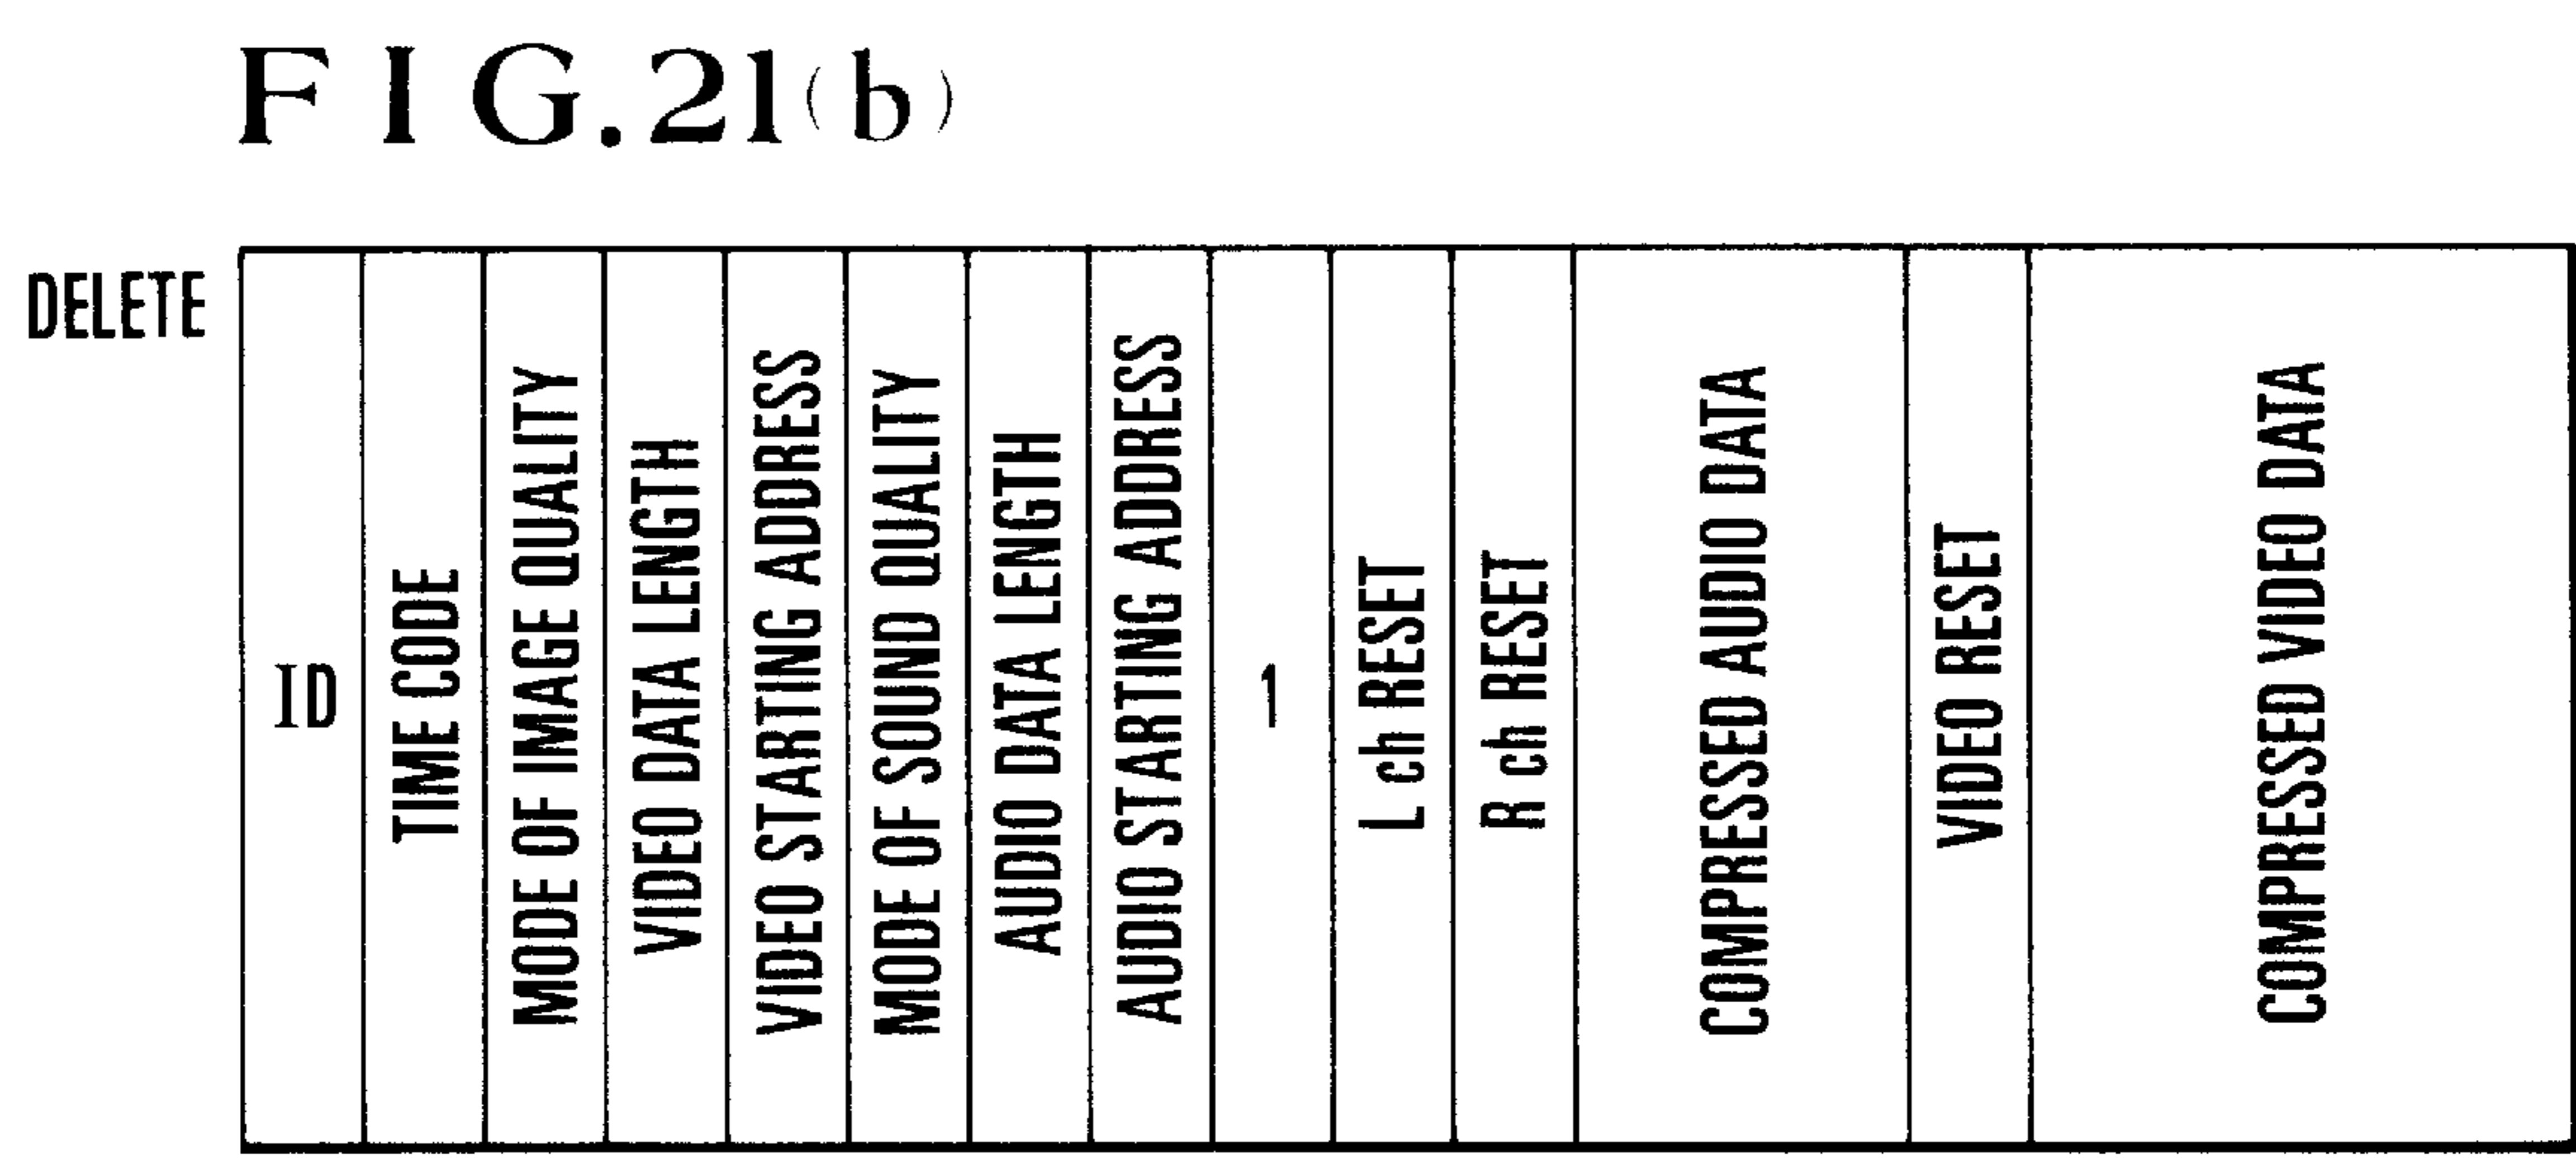 FIG.21(b)
DELETE
ID
TIME CODE
MODE OF IMAGE QUALITY
VIDEO DATA LENGTH
VIDEO STARTING ADDRESS
MODE OF SOUND QUALITY
AUDIO DATA LENGTH
AUDIO STARTING ADDRESS
1
L ch RESET
R ch RESET
COMPRESSED AUDIO DATA
VIDEO RESET
COMPRESSED VIDEO DATA